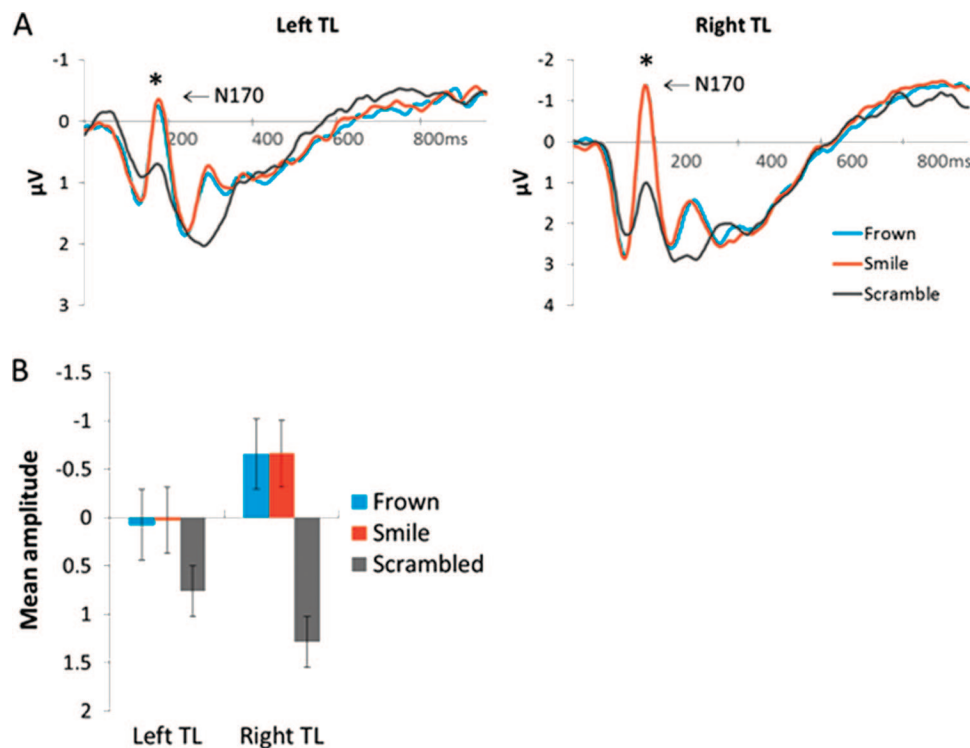 A
Left TL
Right TL
-1
0
1
2
3
μV
*
← N170
200 400 600 800ms
-2
-1
0
1
2
3
4
μV
*
← N170
200 400 600 800ms
Frown
Smile
Scramble
B
-1.5
-1
-0.5
0
0.5
1
1.5
2
Mean amplitude
Frown
Smile
Scrambled
Left TL Right TL